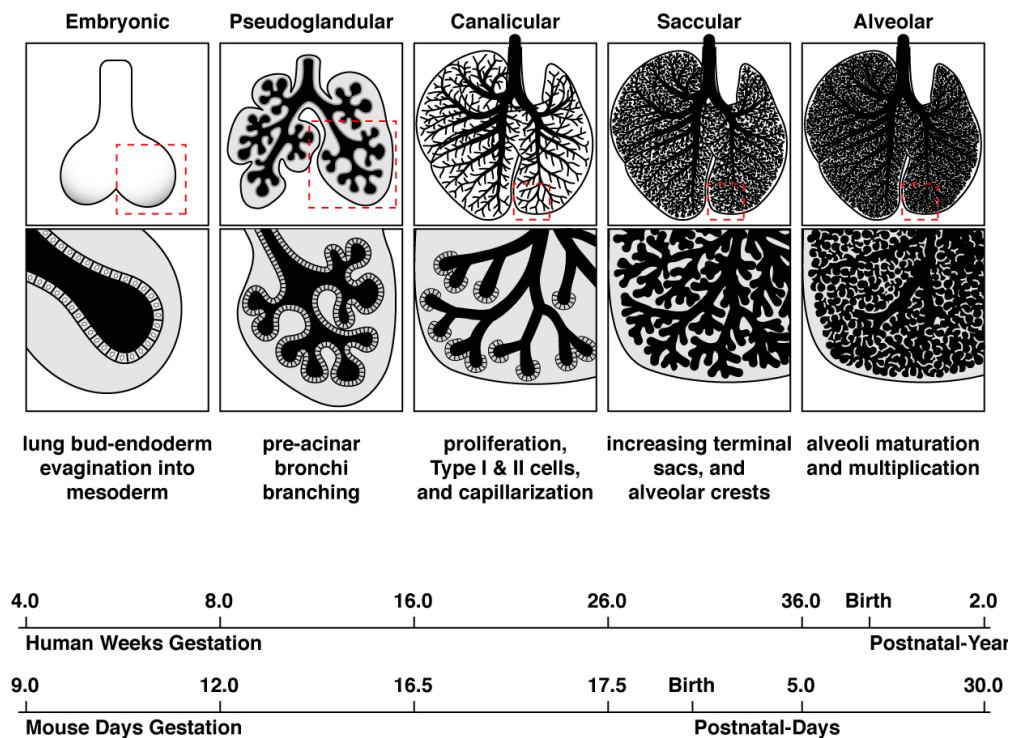 Embryonic
Pseudoglandular
Canalicular
Saccular
Alveolar
lung bud-endoderm
evagination into
mesoderm
pre-acinar
bronchi
branching
proliferation,
Type I & II cells,
and capillarization
increasing terminal
sacs, and
alveolar crests
alveoli maturation
and multiplication
4.0 8.0 16.0 26.0 36.0 Birth 2.0
Human Weeks Gestation Postnatal-Year
9.0 12.0 16.5 17.5 Birth 5.0 30.0
Mouse Days Gestation Postnatal-Days